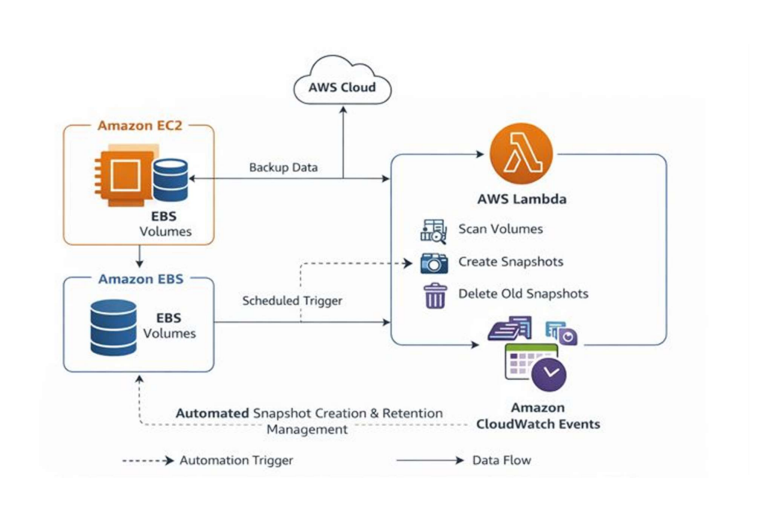 AWS Cloud
Amazon EC2
EBS
Volumes
Backup Data
AWS Lambda
Scan Volumes
Create Snapshots
Delete Old Snapshots
Amazon EBS
EBS
Volumes
Scheduled Trigger
Automated Snapshot Creation & Retention
Management
Amazon
CloudWatch Events
Automation Trigger
Data Flow